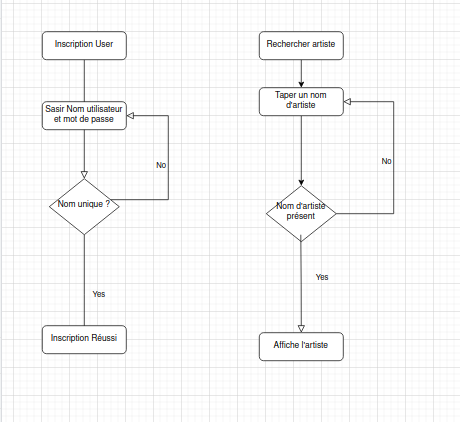 Inscription User
Sasir Nom utilisateur
et mot de passe
No
Nom unique ?
Yes
Inscription Réussi
Rechercher artiste
Taper un nom
d'artiste
No
Nom d'artiste
présent
Yes
Affiche l'artiste